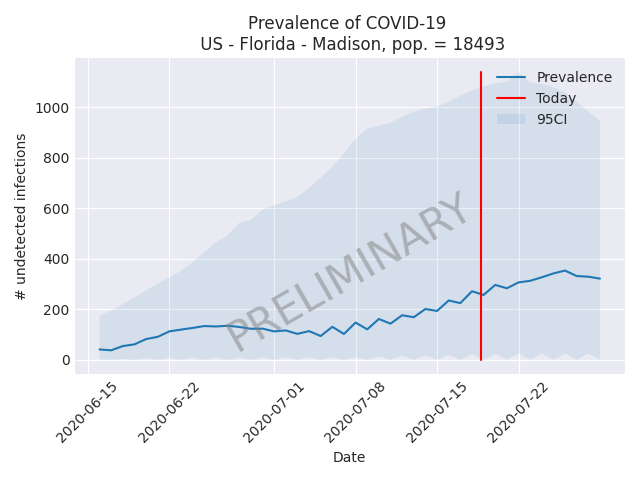 Prevalence of COVID-19
US - Florida - Madison, pop. = 18493
Prevalence
Today
95CI
1000
800
600
400
200
0
# undetected infections
PRELIMINARY
2020-06-15
2020-06-22
2020-07-01
2020-07-08
2020-07-15
2020-07-22
Date